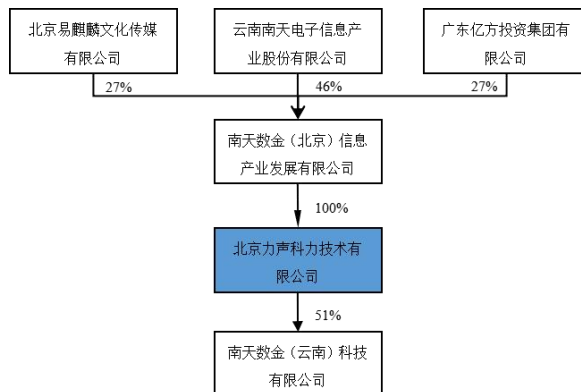 北京易麒麟文化传媒
有限公司
云南南天电子信息产
业股份有限公司
广东亿方投资集团有
限公司
27%
46%
27%
南天数金（北京）信息
产业发展有限公司
100%
北京力声科力技术有
限公司
51%
南天数金（云南）科技
有限公司